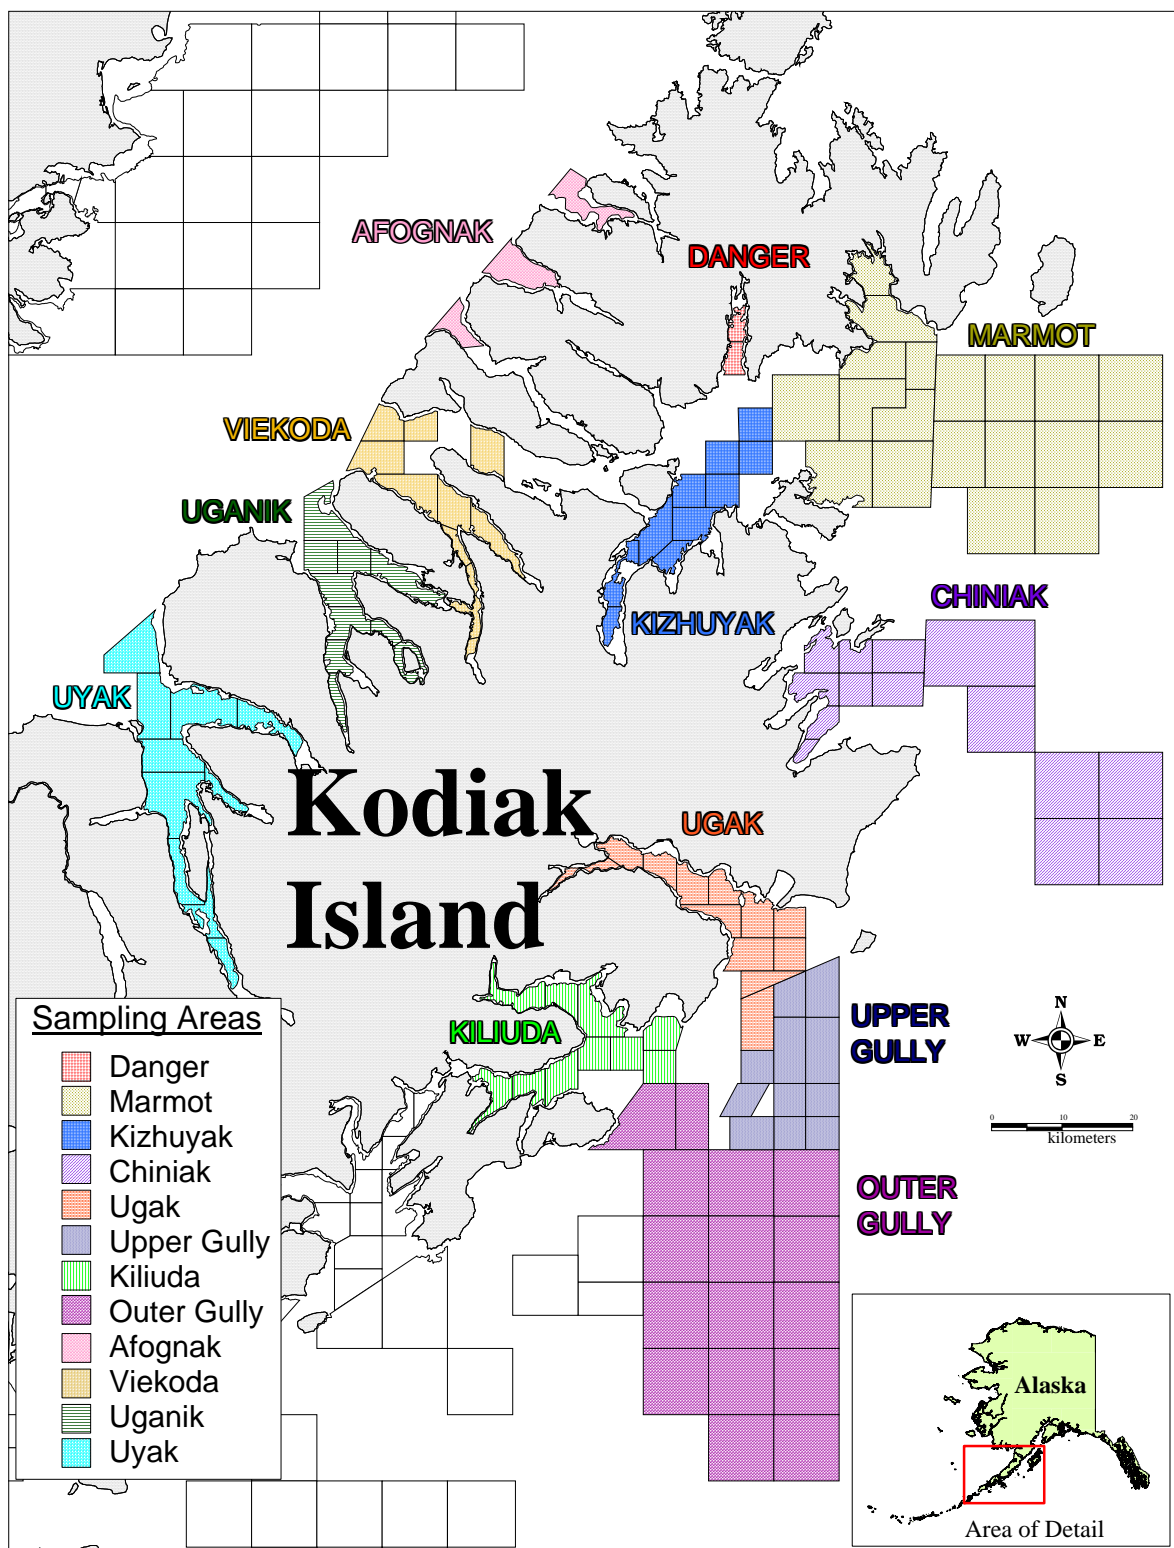 AFOGNAK
DANGER
MARMOT
VIEKODA
UGANIK
CHINIAK
KIZHUYAK
UYAK
Kodiak
Island
UGAK
KILIUDA
UPPER
GULLY
N
W
E
S
0
10
20
kilometers
OUTER
GULLY
Sampling Areas
Danger
Marmot
Kizhuyak
Chiniak
Ugak
Upper Gully
Kiliuda
Outer Gully
Afognak
Viekoda
Uganik
Uyak
Alaska
Area of Detail